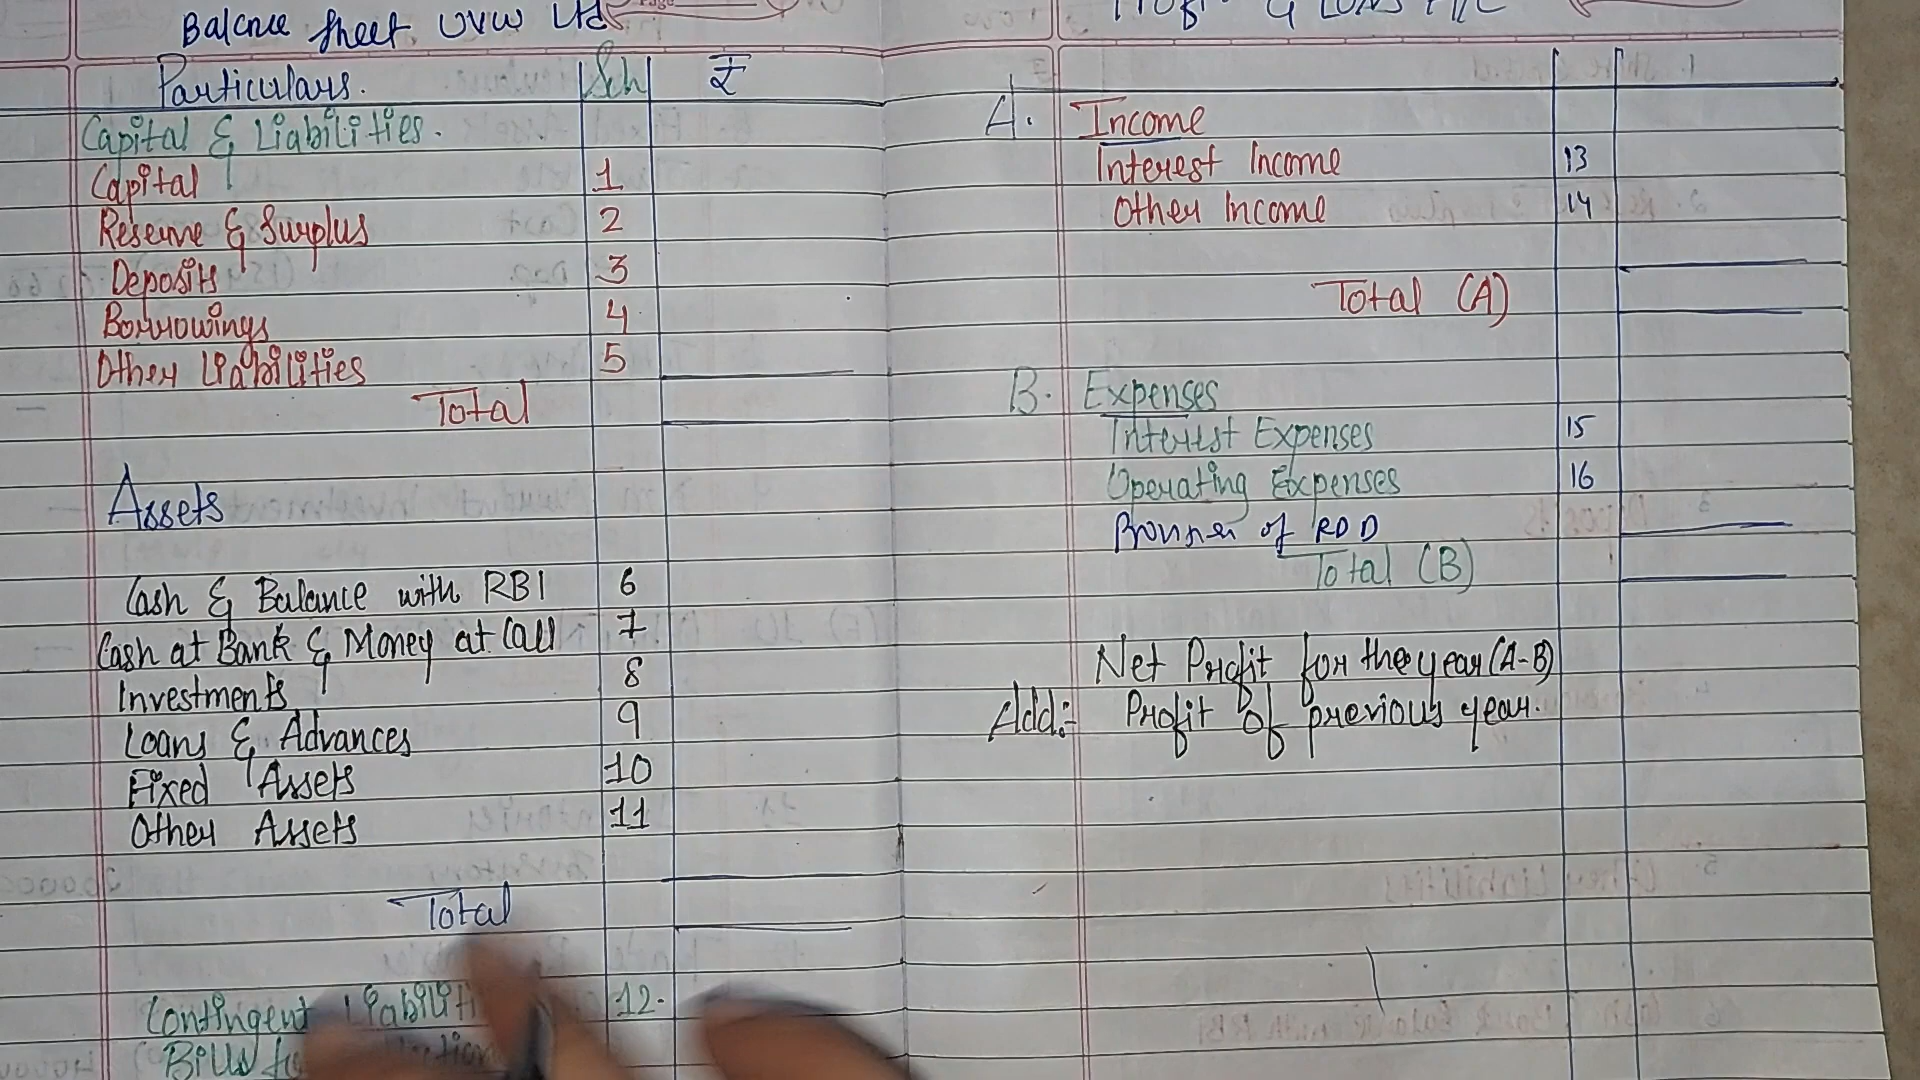 Balance Sheet UVW Ltd
Particulars. Sch ₹
Capital & Liabilities.
Capital 1
Reserve & Surplus 2
Deposits 3
Borrowings 4
Other Liabilities 5
Total
Assets
Cash & Balance with RBI 6
Cash at Bank & Money at Call 7
Investments 8
Loans & Advances 9
Fixed Assets 10
Other Assets 11
Total
Contingent 12.
Bills
& Loss A/C
A. Income
Interest Income 13
Other Income 14
Total (A)
B. Expenses
Interest Expenses 15
Operating Expenses 16
of RDD
Total (B)
Net Profit for the year (A-B)
Add:- Profit of previous year.